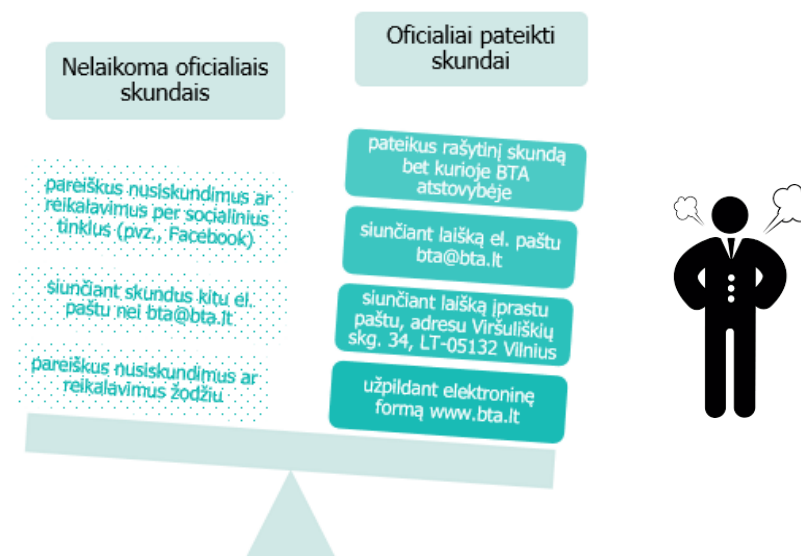 Nelaikoma oficialiais
skundais
pareiškus nusiskundimus ar
reikalavimus per socialinius
tinklus (pvz., Facebook)
siunčiant skundus kitu el.
paštu nei bta@bta.lt
pareiškus nusiskundimus ar
reikalavimus žodžiu
Oficialiai pateikti
skundai
pateikus rašytinį skundą
bet kurioje BTA
atstovybėje
siunčiant laišką el. paštu
bta@bta.lt
siunčiant laišką įprastu
paštu, adresu Viršuliškių
skg. 34, LT-05132 Vilnius
užpildant elektroninę
formą www.bta.lt